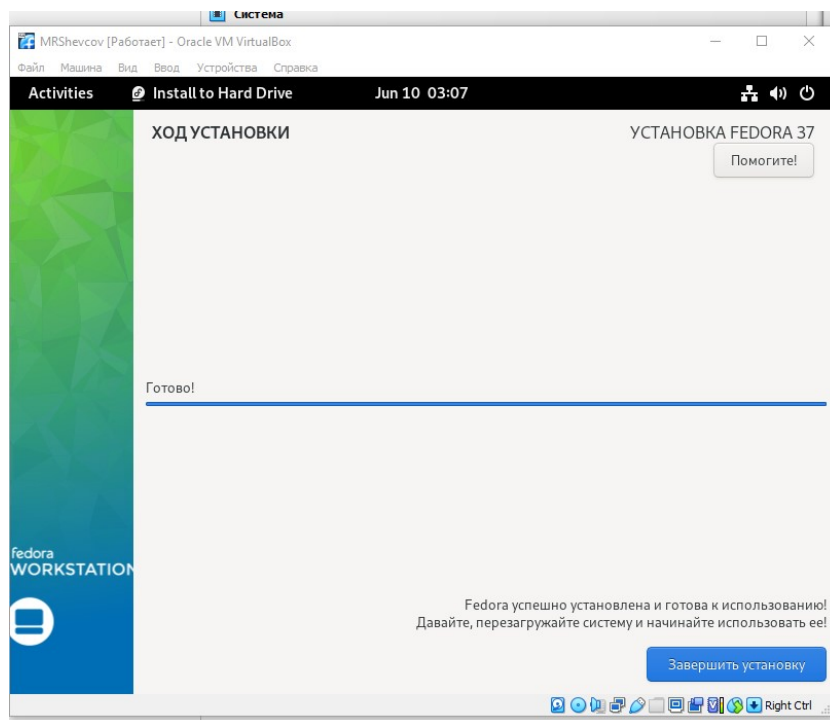 Система
MRShevcov [Работает] - Oracle VM VirtualBox
Файл Машина Вид Ввод Устройства Справка
Activities Install to Hard Drive Jun 10 03:07
ХОД УСТАНОВКИ
УСТАНОВКА FEDORA 37
Помогите!
Готово!
fedora
WORKSTATION
Fedora успешно установлена и готова к использованию!
Давайте, перезагружайте систему и начинайте использовать ее!
Завершить установку
Right Ctrl